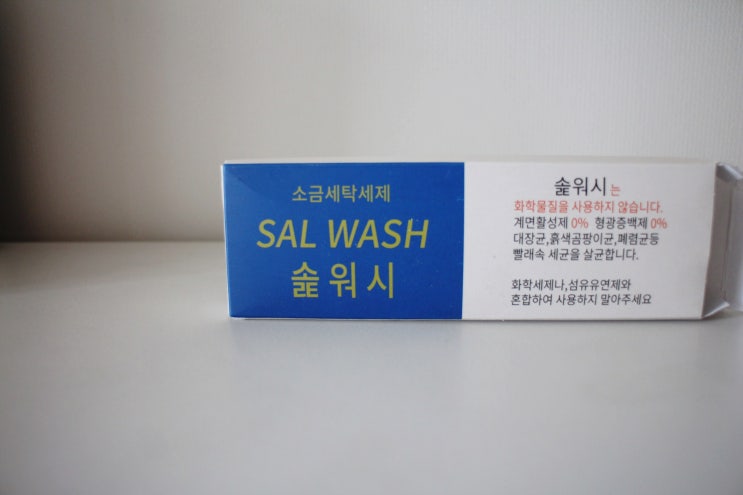 소금세탁세제
SAL WASH
솔워시
솔워시는
화학물질을 사용하지 않습니다.
계면활성제 0% 형광증백제 0%
대장균,흙색곰팡이균,폐렴균등
빨래속 세균을 살균합니다.
화학세제나,섬유유연제와
혼합하여 사용하지 말아주세요